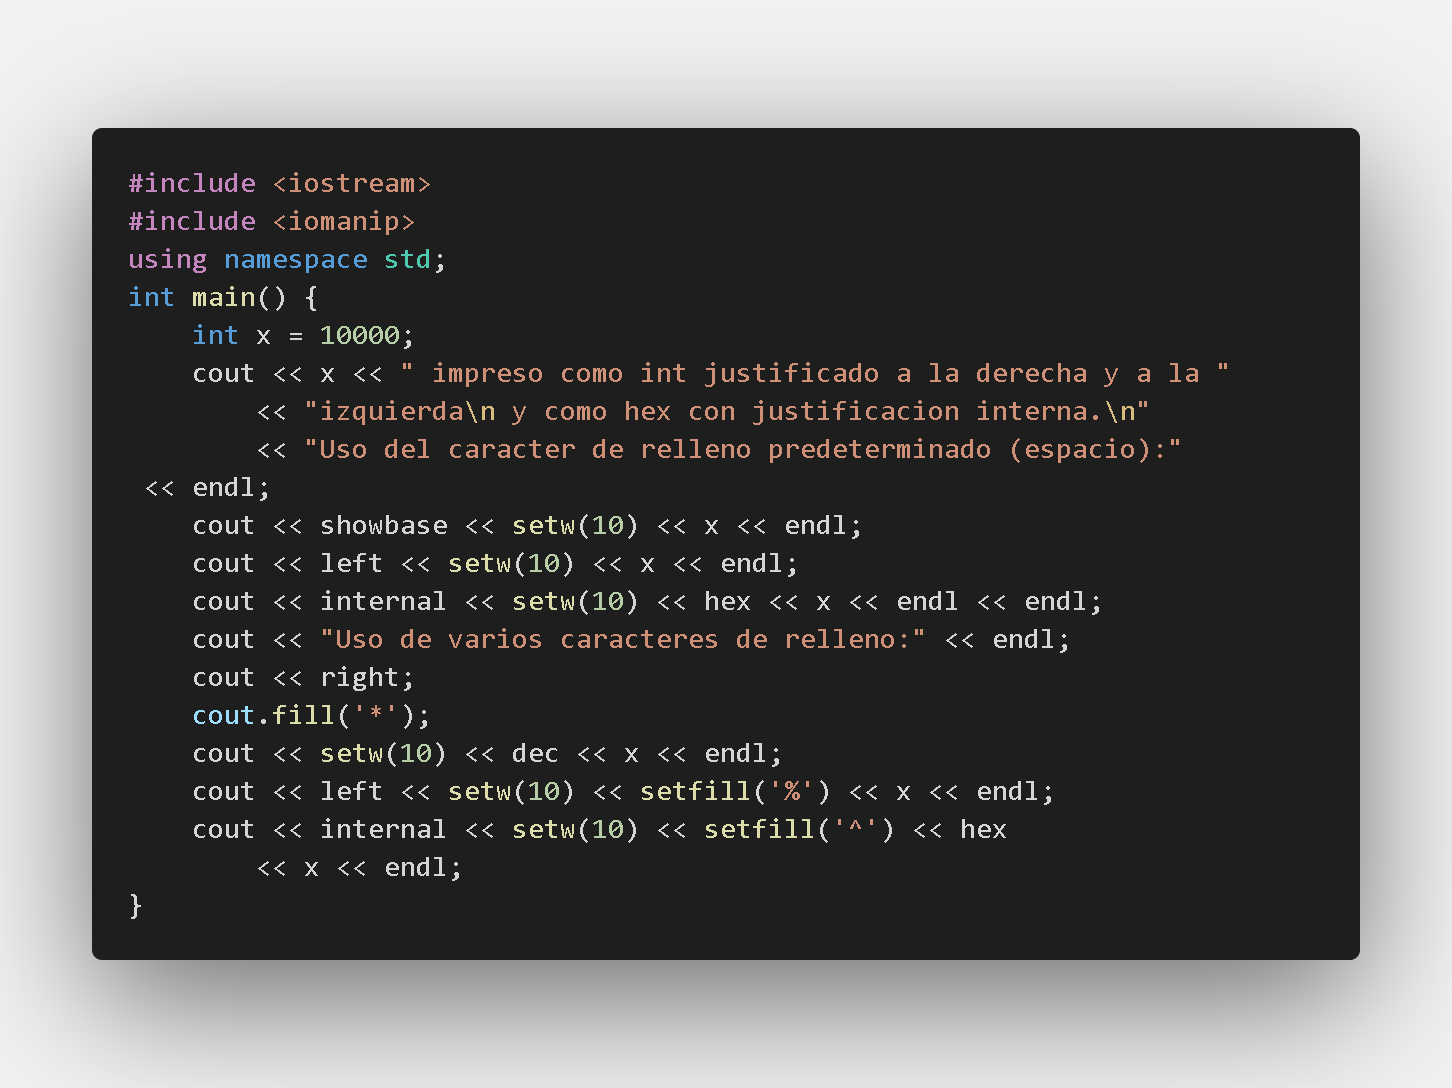 #include <iostream>
#include <iomanip>
using namespace std;
int main() {
    int x = 10000;
    cout << x << " impreso como int justificado a la derecha y a la "
        << "izquierda\n y como hex con justificacion interna.\n"
        << "Uso del caracter de relleno predeterminado (espacio):"
 << endl;
    cout << showbase << setw(10) << x << endl;
    cout << left << setw(10) << x << endl;
    cout << internal << setw(10) << hex << x << endl << endl;
    cout << "Uso de varios caracteres de relleno:" << endl;
    cout << right;
    cout.fill('*');
    cout << setw(10) << dec << x << endl;
    cout << left << setw(10) << setfill('%') << x << endl;
    cout << internal << setw(10) << setfill('^') << hex
        << x << endl;
}